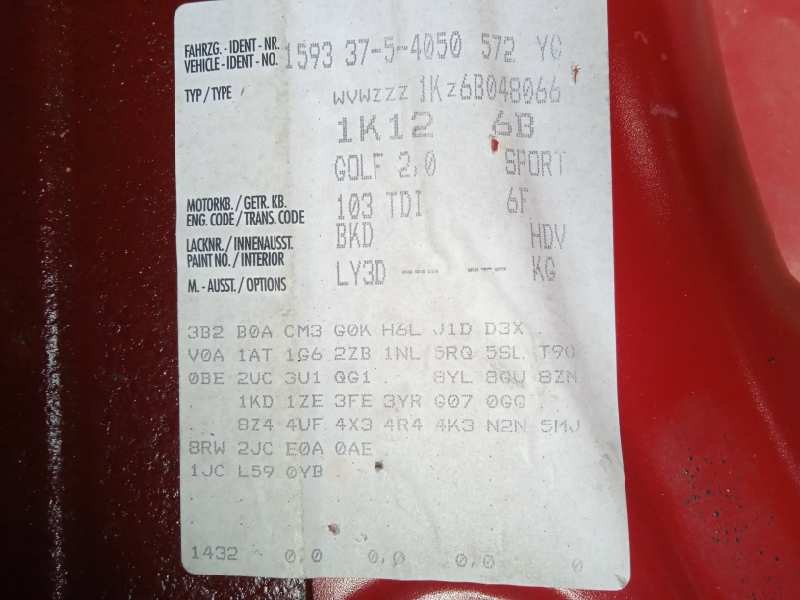 FAHRZG. - IDENT - NR. 1593 37-5-4050 572 YC
VEHICLE - IDENT - NO.
TYP / TYPE WVWZZZ 1KZ6B048066
1K12 6B
GOLF 2,0 SPORT
MOTORKB. / GETR. KB. 103 TDI 6F
ENG. CODE / TRANS. CODE
LACKNR. / INNENAUSST. BKD HDV
PAINT NO. / INTERIOR
M. - AUSST. / OPTIONS LY3D --- -.-- KG
3B2 B0A CM3 G0K H6L J1D D3X .
V0A 1AT 1G6 2ZB 1NL 5RQ 5SL T90
0BE 2UC 3U1 QG1 . 8YL 8GU 8ZN
. 1KD 1ZE 3FE 3YR G07 0GG .
. 8Z4 4UF 4X3 4R4 4K3 N2N 5MJ
8RW 2JC E0A 0AE
1JC L59 0YB
1432 0,0 0,0 0,0 0